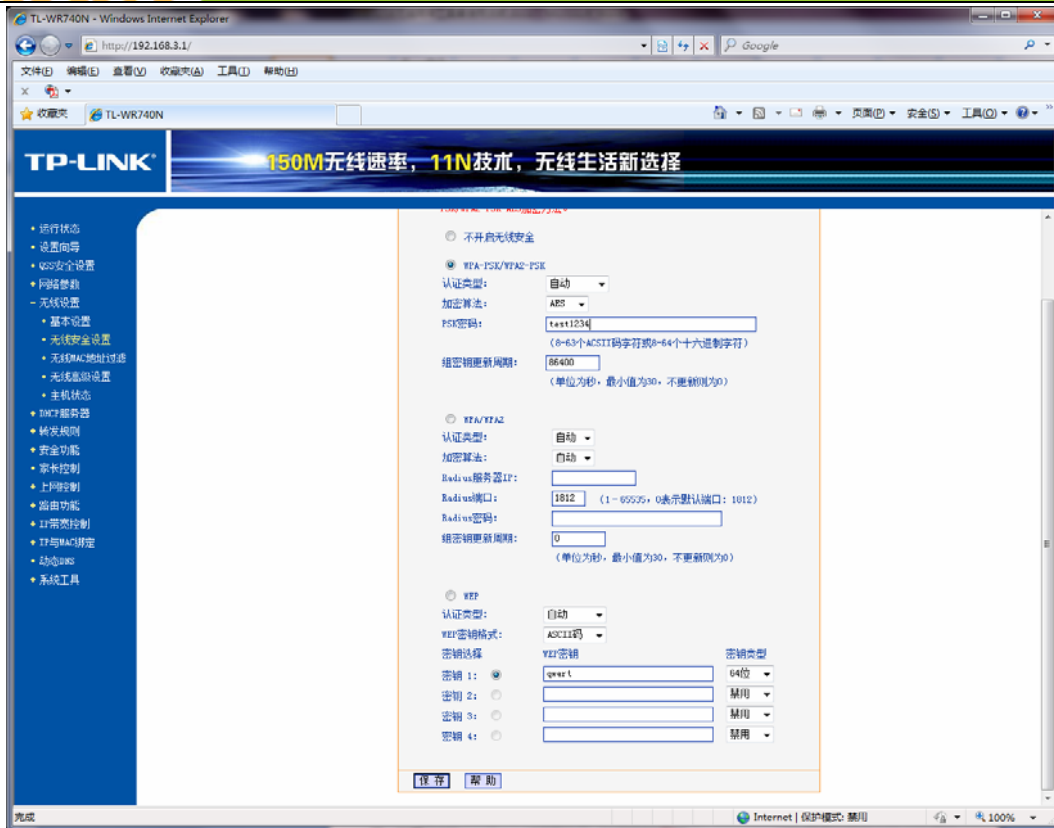 TL-WR740N - Windows Internet Explorer
http://192.168.3.1/
Google
文件(F) 编辑(E) 查看(V) 收藏夹(A) 工具(T) 帮助(H)
收藏夹 TL-WR740N 页面(P) 安全(S) 工具(O)
TP-LINK
150M无线速率，11N技术，无线生活新选择
• 运行状态
• 设置向导
• QSS安全设置
+ 网络参数
- 无线设置
• 基本设置
• 无线安全设置
• 无线MAC地址过滤
• 无线高级设置
• 主机状态
+ DHCP服务器
+ 转发规则
+ 安全功能
• 家长控制
+ 上网控制
+ 路由功能
+ IP带宽控制
+ IP与MAC绑定
• 动态DNS
+ 系统工具
不开启无线安全
WPA-PSK/WPA2-PSK
认证类型： 自动
加密算法： AES
PSK密码： test1234
（8-63个ACSII码字符或8-64个十六进制字符）
组密钥更新周期： 86400
（单位为秒，最小值为30，不更新则为0）
WPA/WPA2
认证类型： 自动
加密算法： 自动
Radius服务器IP：
Radius端口： 1812 （1-65535，0表示默认端口：1812）
Radius密码：
组密钥更新周期： 0
（单位为秒，最小值为30，不更新则为0）
WEP
认证类型： 自动
WEP密钥格式： ASCII码
密钥选择 WEP密钥 密钥类型
密钥 1： qwert 64位
密钥 2： 禁用
密钥 3： 禁用
密钥 4： 禁用
保存 帮助
完成 Internet | 保护模式: 禁用 100%